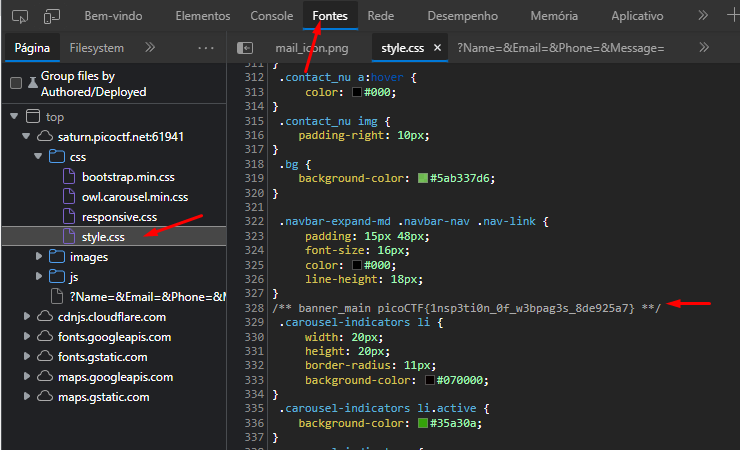 Bem-vindo Elementos Console Fontes Rede Desempenho Memória Aplicativo
Página Filesystem mail_icon.png style.css ?Name=&Email=&Phone=&Message=
Group files by
Authored/Deployed
top
saturn.picoctf.net:61941
css
bootstrap.min.css
owl.carousel.min.css
responsive.css
style.css
images
js
?Name=&Email=&Phone=&M
cdnjs.cloudflare.com
fonts.googleapis.com
fonts.gstatic.com
maps.googleapis.com
maps.gstatic.com
311 }
312 .contact_nu a:hover {
313 color: #000;
314 }
315 .contact_nu img {
316 padding-right: 10px;
317 }
318 .bg {
319 background-color: #5ab337d6;
320 }
321
322 .navbar-expand-md .navbar-nav .nav-link {
323 padding: 15px 48px;
324 font-size: 16px;
325 color: #000;
326 line-height: 18px;
327 }
328 /** banner_main picoCTF{1nsp3ti0n_0f_w3bpag3s_8de925a7} **/
329 .carousel-indicators li {
330 width: 20px;
331 height: 20px;
332 border-radius: 11px;
333 background-color: #070000;
334 }
335 .carousel-indicators li.active {
336 background-color: #35a30a;
337 }